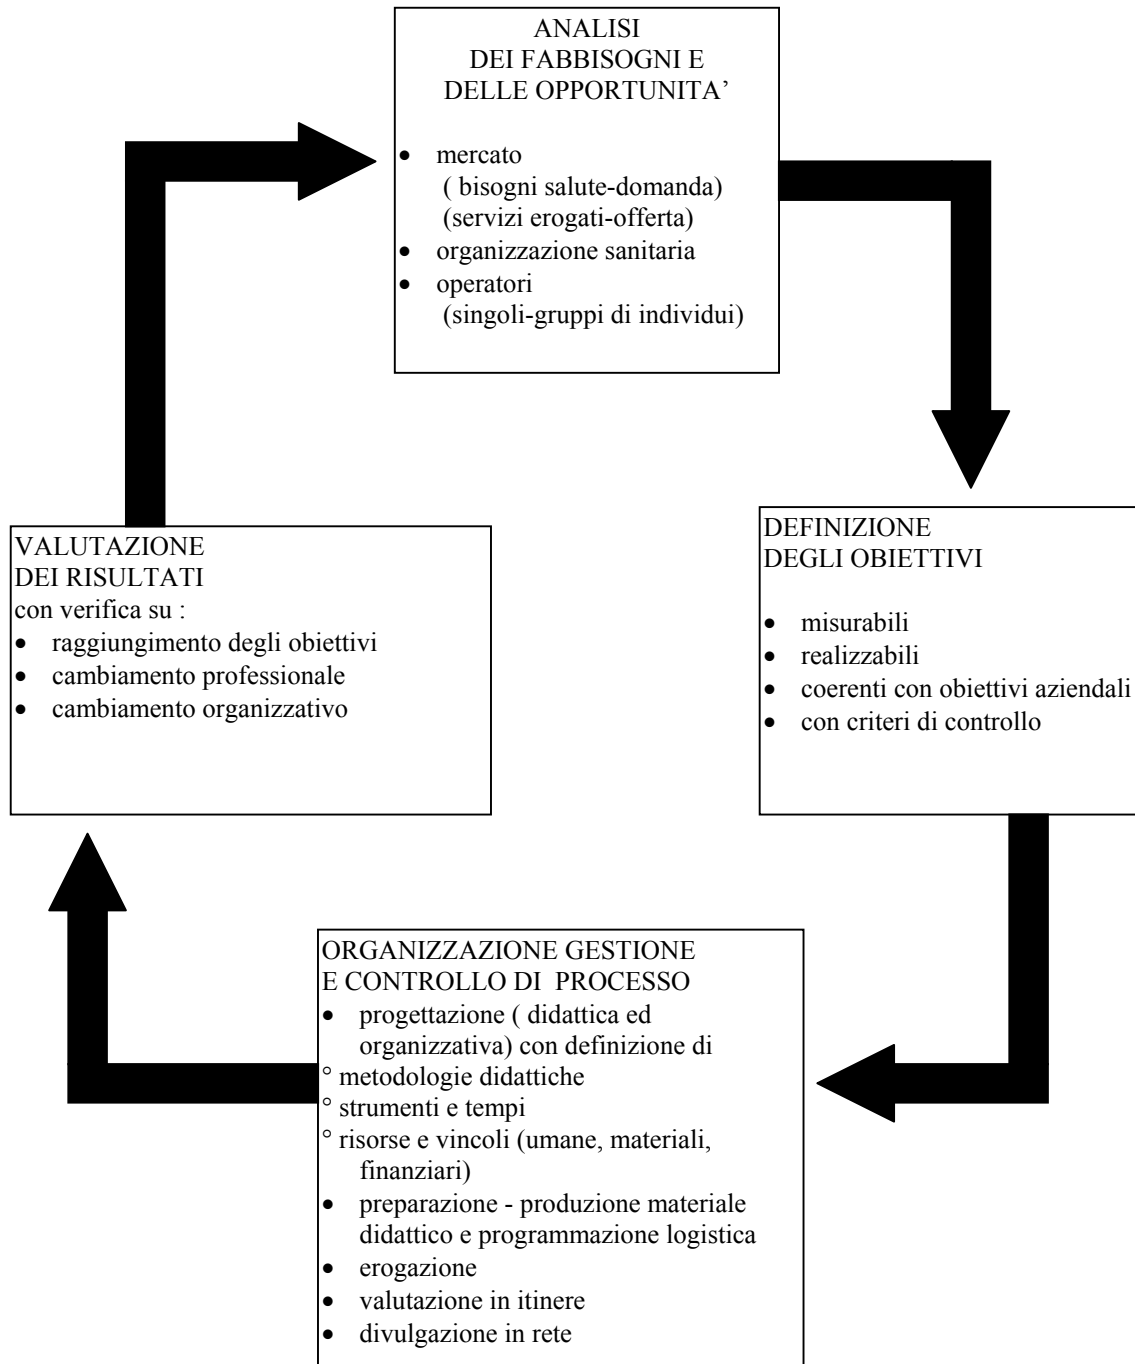 ANALISI
DEI FABBISOGNI E
DELLE OPPORTUNITA’
• mercato
( bisogni salute-domanda)
(servizi erogati-offerta)
• organizzazione sanitaria
• operatori
(singoli-gruppi di individui)
DEFINIZIONE
DEGLI OBIETTIVI
• misurabili
• realizzabili
• coerenti con obiettivi aziendali
• con criteri di controllo
ORGANIZZAZIONE GESTIONE
E CONTROLLO DI PROCESSO
• progettazione ( didattica ed
organizzativa) con definizione di
° metodologie didattiche
° strumenti e tempi
° risorse e vincoli (umane, materiali,
finanziari)
• preparazione - produzione materiale
didattico e programmazione logistica
• erogazione
• valutazione in itinere
• divulgazione in rete
VALUTAZIONE
DEI RISULTATI
con verifica su :
• raggiungimento degli obiettivi
• cambiamento professionale
• cambiamento organizzativo